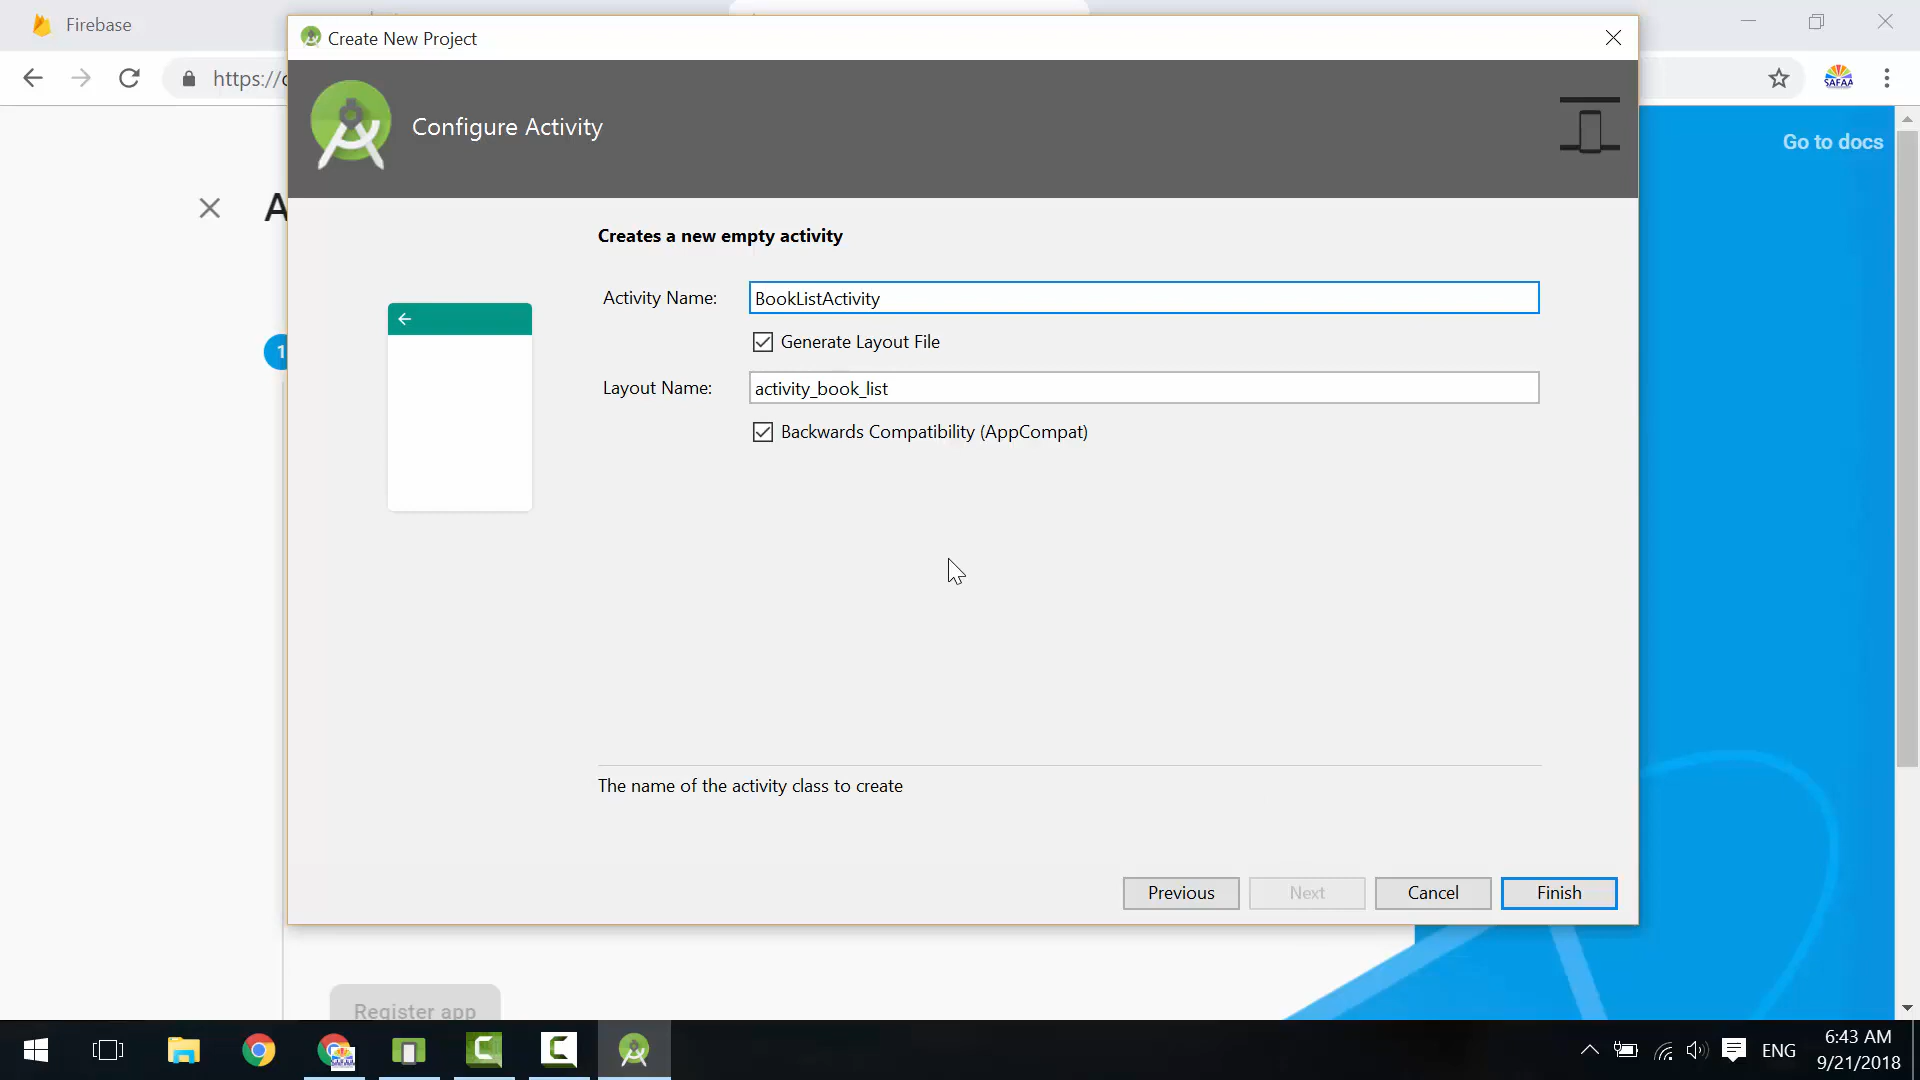 Firebase
Create New Project
https://
SAFAA
Configure Activity
Go to docs
Creates a new empty activity
Activity Name: BookListActivity
Generate Layout File
Layout Name: activity_book_list
Backwards Compatibility (AppCompat)
1
The name of the activity class to create
Previous Next Cancel Finish
Register app
ENG
6:43 AM
9/21/2018